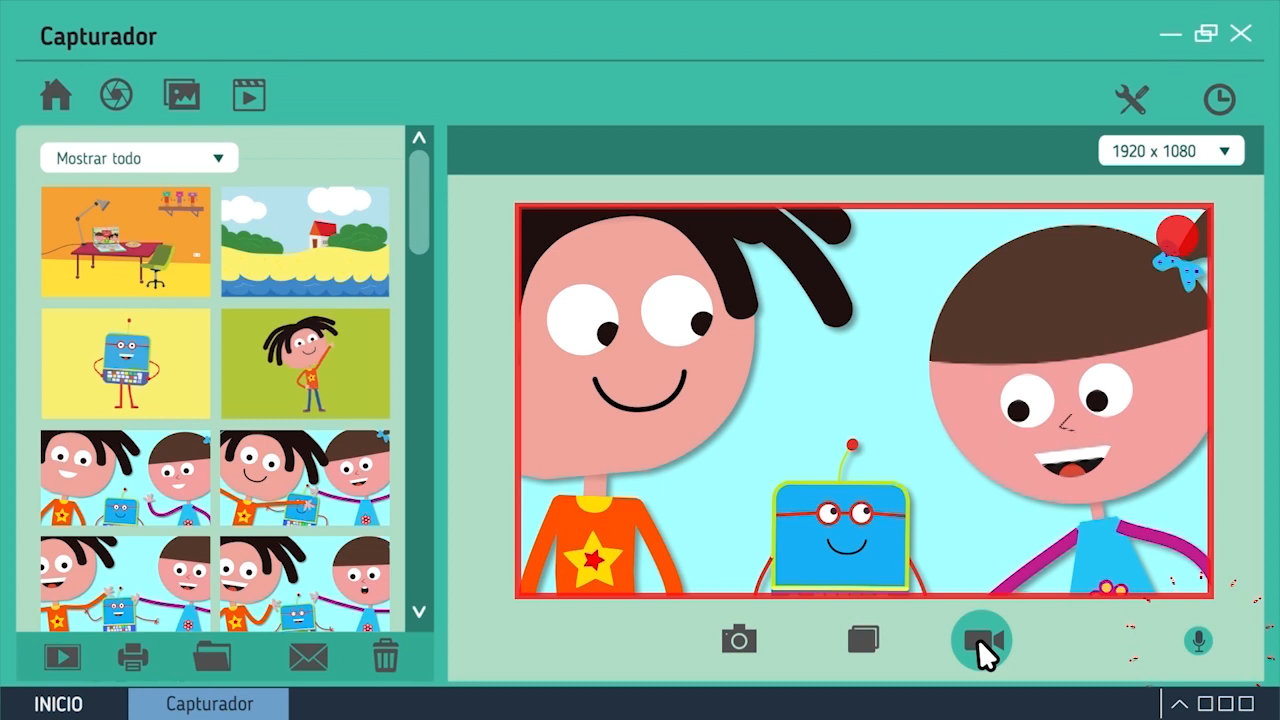 Capturador
Mostrar todo
1920 x 1080
INICIO
Capturador